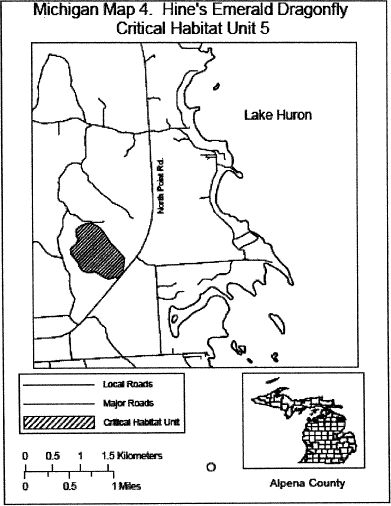 Michigan Map 4. Hine's Emerald Dragonfly
Critical Habitat Unit 5
Lake Huron
North Point Rd.
Local Roads
Major Roads
Critical Habitat Unit
0 0.5 1 1.5 Kilometers
0 0.5 1 Miles
Alpena County